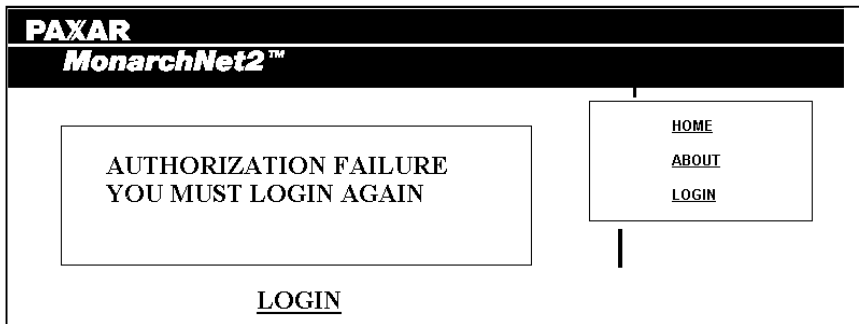 PAXAR
MonarchNet2™
AUTHORIZATION FAILURE
YOU MUST LOGIN AGAIN
LOGIN
HOME
ABOUT
LOGIN